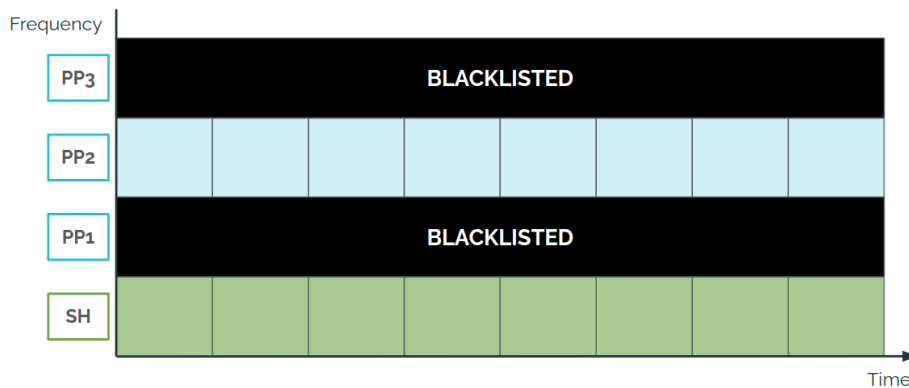 Frequency
PP3 BLACKLISTED
PP2
PP1 BLACKLISTED
SH
Time